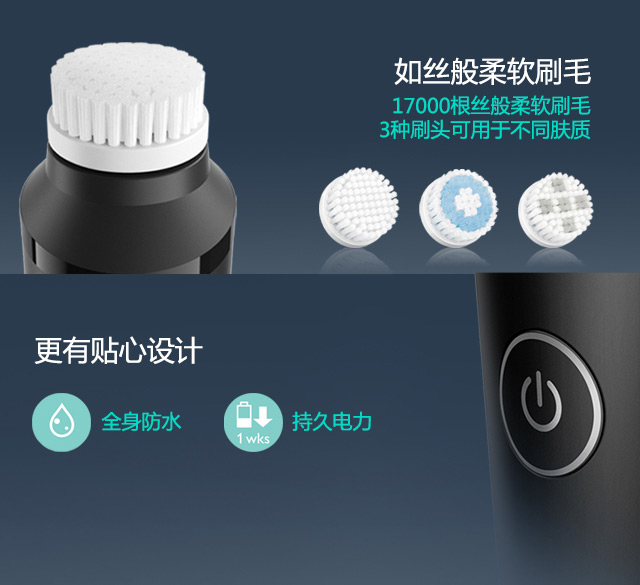 如丝般柔软刷毛
17000根丝般柔软刷毛
3种刷头可用于不同肤质
更有贴心设计
全身防水
1 wks
持久电力